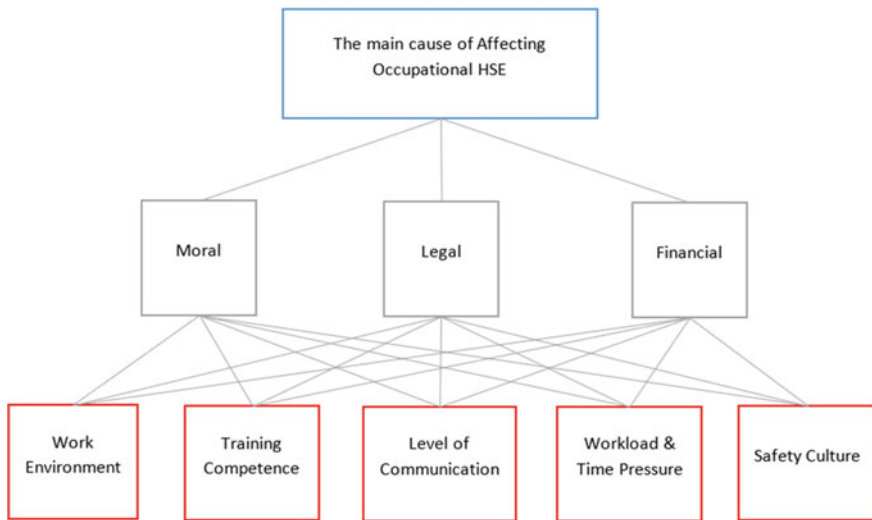 The main cause of Affecting
Occupational HSE
Moral
Legal
Financial
Work
Environment
Training
Competence
Level of
Communication
Workload &
Time Pressure
Safety Culture